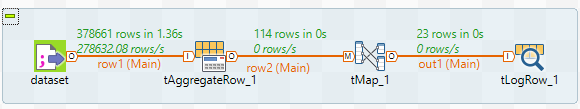 378661 rows in 1.36s
278632.08 rows/s
row1 (Main)
114 rows in 0s
0 rows/s
row2 (Main)
23 rows in 0s
0 rows/s
out1 (Main)
O
I
O
M
O
I
dataset
tAggregateRow_1
tMap_1
tLogRow_1